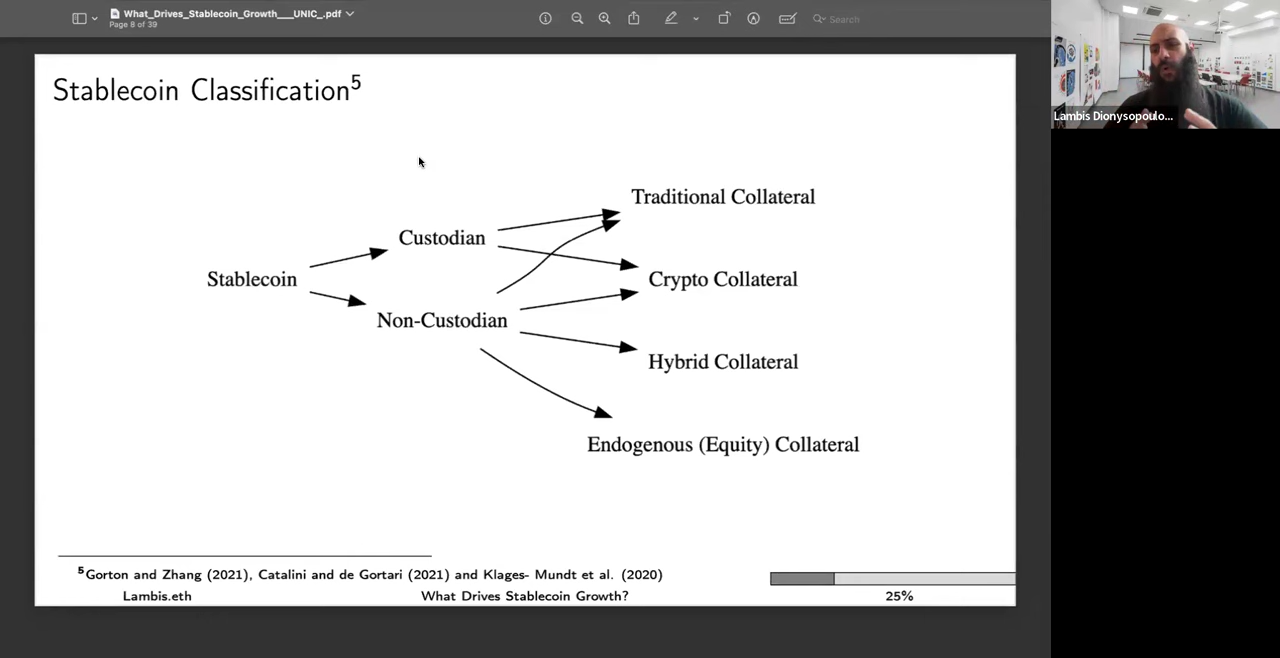 What_Drives_Stablecoin_Growth___UNIC_.pdf
Page 8 of 39
Search
Lambis Dionysopoulo...
Stablecoin Classification⁵
Traditional Collateral
Custodian
Stablecoin
Crypto Collateral
Non-Custodian
Hybrid Collateral
Endogenous (Equity) Collateral
⁵Gorton and Zhang (2021), Catalini and de Gortari (2021) and Klages- Mundt et al. (2020)
Lambis.eth What Drives Stablecoin Growth? 25%